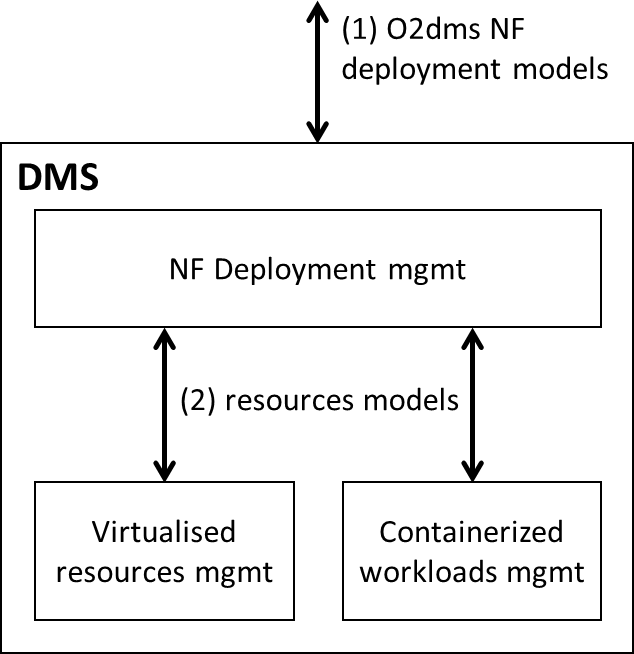 (1) O2dms NF
deployment models
DMS
NF Deployment mgmt
(2) resources models
Virtualised
resources mgmt
Containerized
workloads mgmt